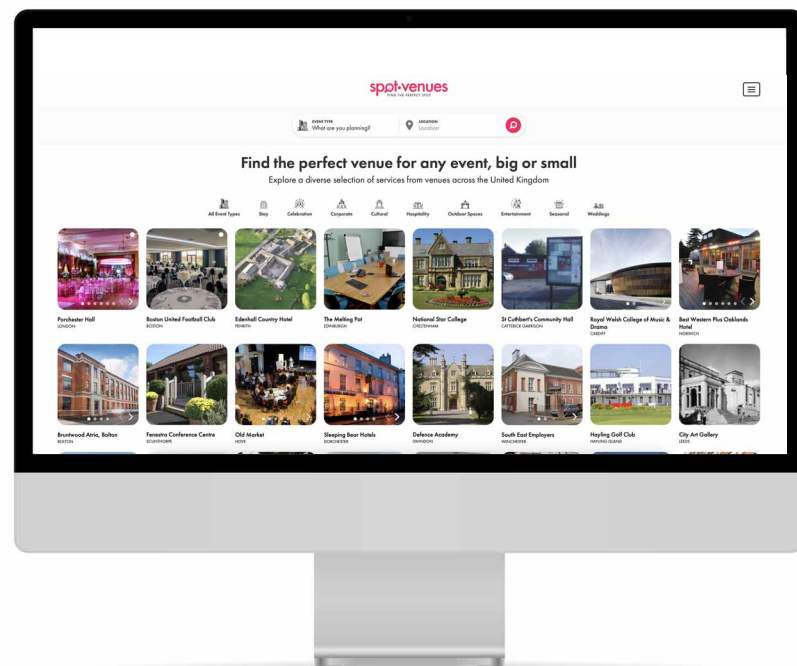 spot-venues
FIND THE PERFECT SPOT
EVENT TYPE
What are you planning?
LOCATION
Location
Find the perfect venue for any event, big or small
Explore a diverse selection of services from venues across the United Kingdom
All Event Types
Stay
Celebration
Corporate
Cultural
Hospitality
Outdoor Spaces
Entertainment
Seasonal
Weddings
Porchester Hall
LONDON
Boston United Football Club
BOSTON
Edenhall Country Hotel
PENRITH
The Melting Pot
EDINBURGH
National Star College
CHELTENHAM
St Cuthbert's Community Hall
CATTERICK GARRISON
Royal Welsh College of Music &
Drama
CARDIFF
Best Western Plus Oaklands
Hotel
NORWICH
Bruntwood Atria, Bolton
BOLTON
Fenestra Conference Centre
SCUNTHORPE
Old Market
HOVE
Sleeping Bear Hotels
DORCHESTER
Defence Academy
SWINDON
South East Employers
WINCHESTER
Hayling Golf Club
HAYLING ISLAND
City Art Gallery
LEEDS